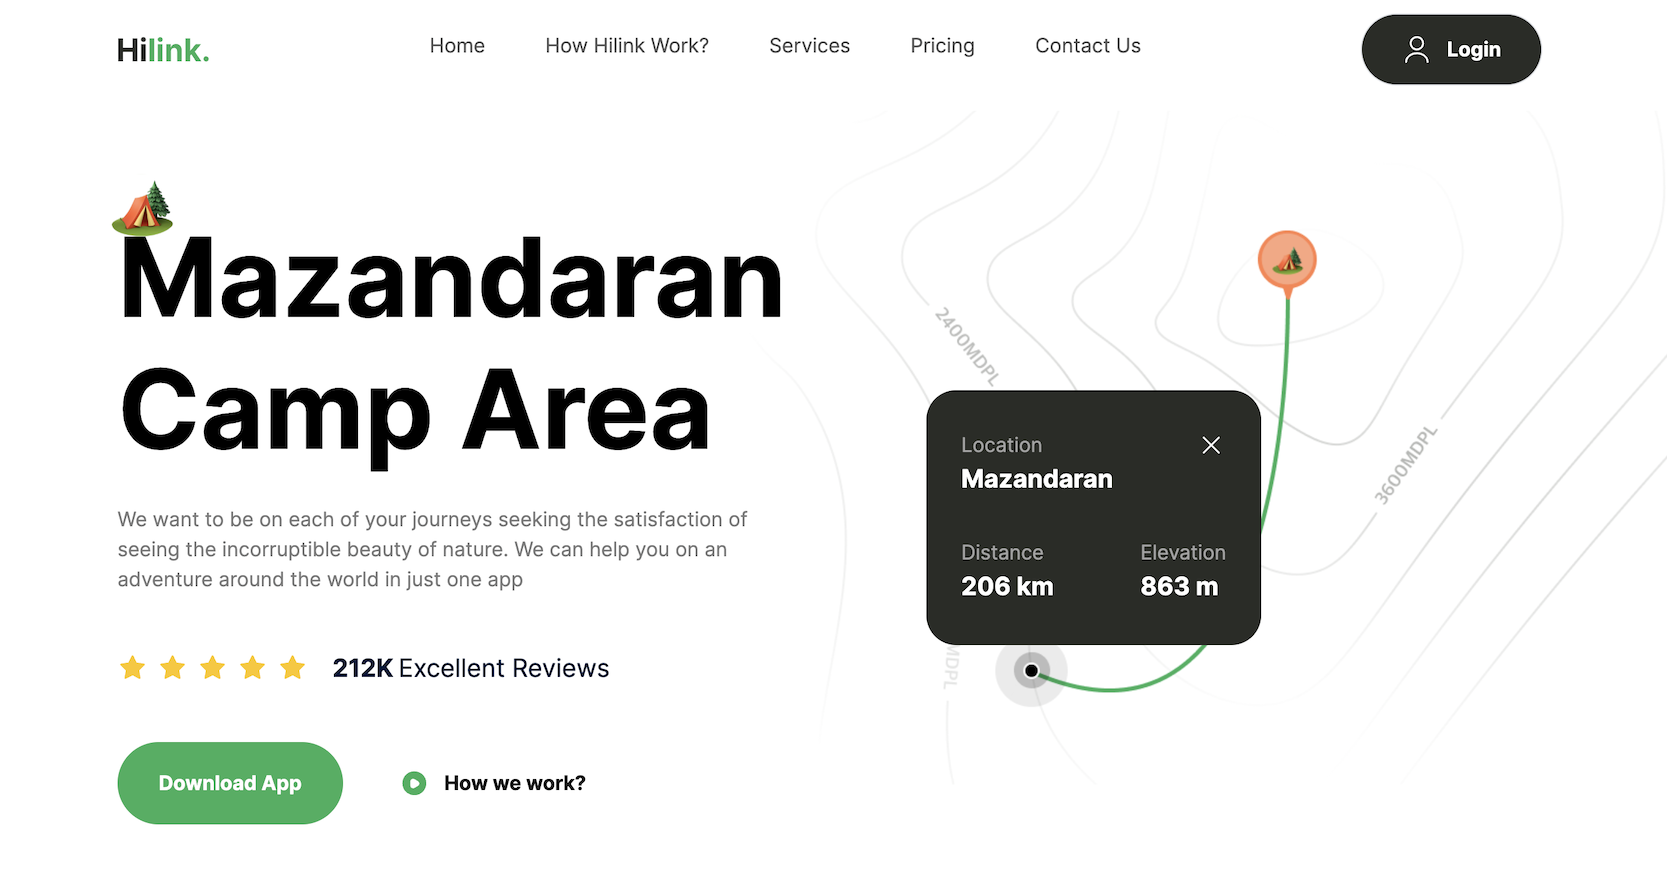 Hilink.
Home
How Hilink Work?
Services
Pricing
Contact Us
Login
Mazandaran
Camp Area
We want to be on each of your journeys seeking the satisfaction of
seeing the incorruptible beauty of nature. We can help you on an
adventure around the world in just one app
212K Excellent Reviews
Download App
How we work?
2400MDPL
Location
Mazandaran
Distance
206 km
Elevation
863 m
3600MDPL
MDPL